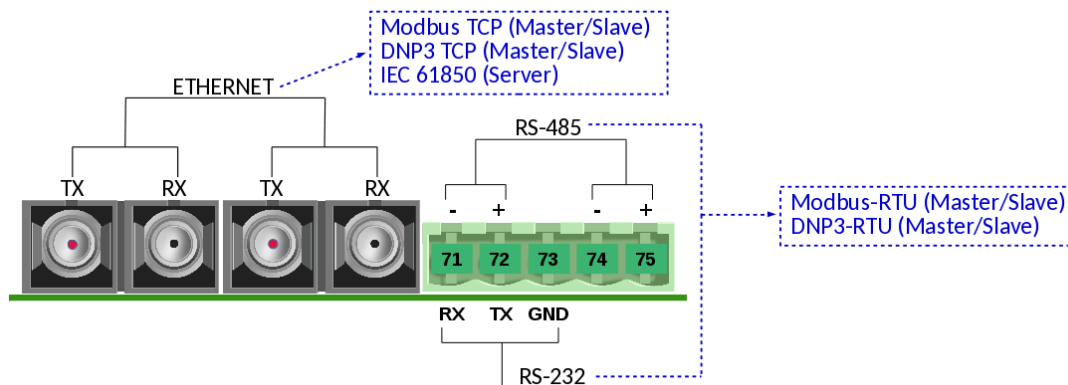 Modbus TCP (Master/Slave)
DNP3 TCP (Master/Slave)
IEC 61850 (Server)
ETHERNET
RS-485
TX RX TX RX
- + - +
Modbus-RTU (Master/Slave)
DNP3-RTU (Master/Slave)
71 72 73 74 75
RX TX GND
RS-232